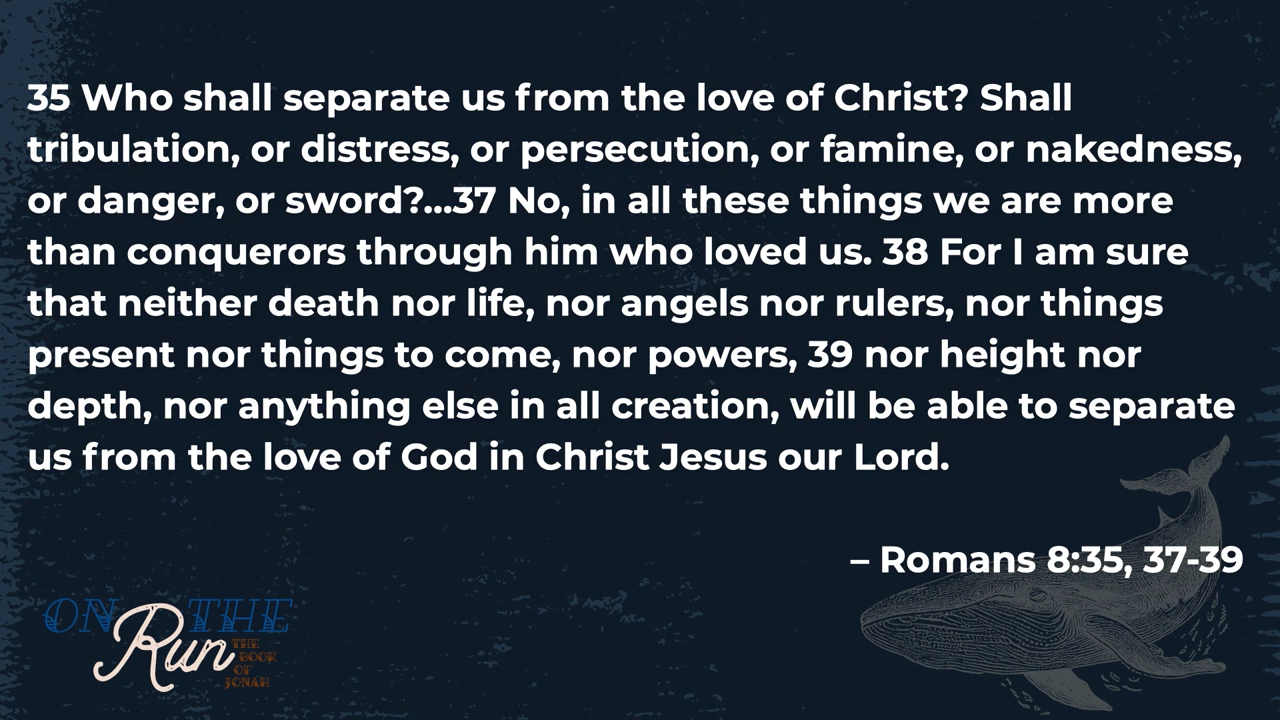 35 Who shall separate us from the love of Christ? Shall
tribulation, or distress, or persecution, or famine, or nakedness,
or danger, or sword?...37 No, in all these things we are more
than conquerors through him who loved us. 38 For I am sure
that neither death nor life, nor angels nor rulers, nor things
present nor things to come, nor powers, 39 nor height nor
depth, nor anything else in all creation, will be able to separate
us from the love of God in Christ Jesus our Lord.
– Romans 8:35, 37-39
ON THE
Run
THE
BOOK
OF
JONAH